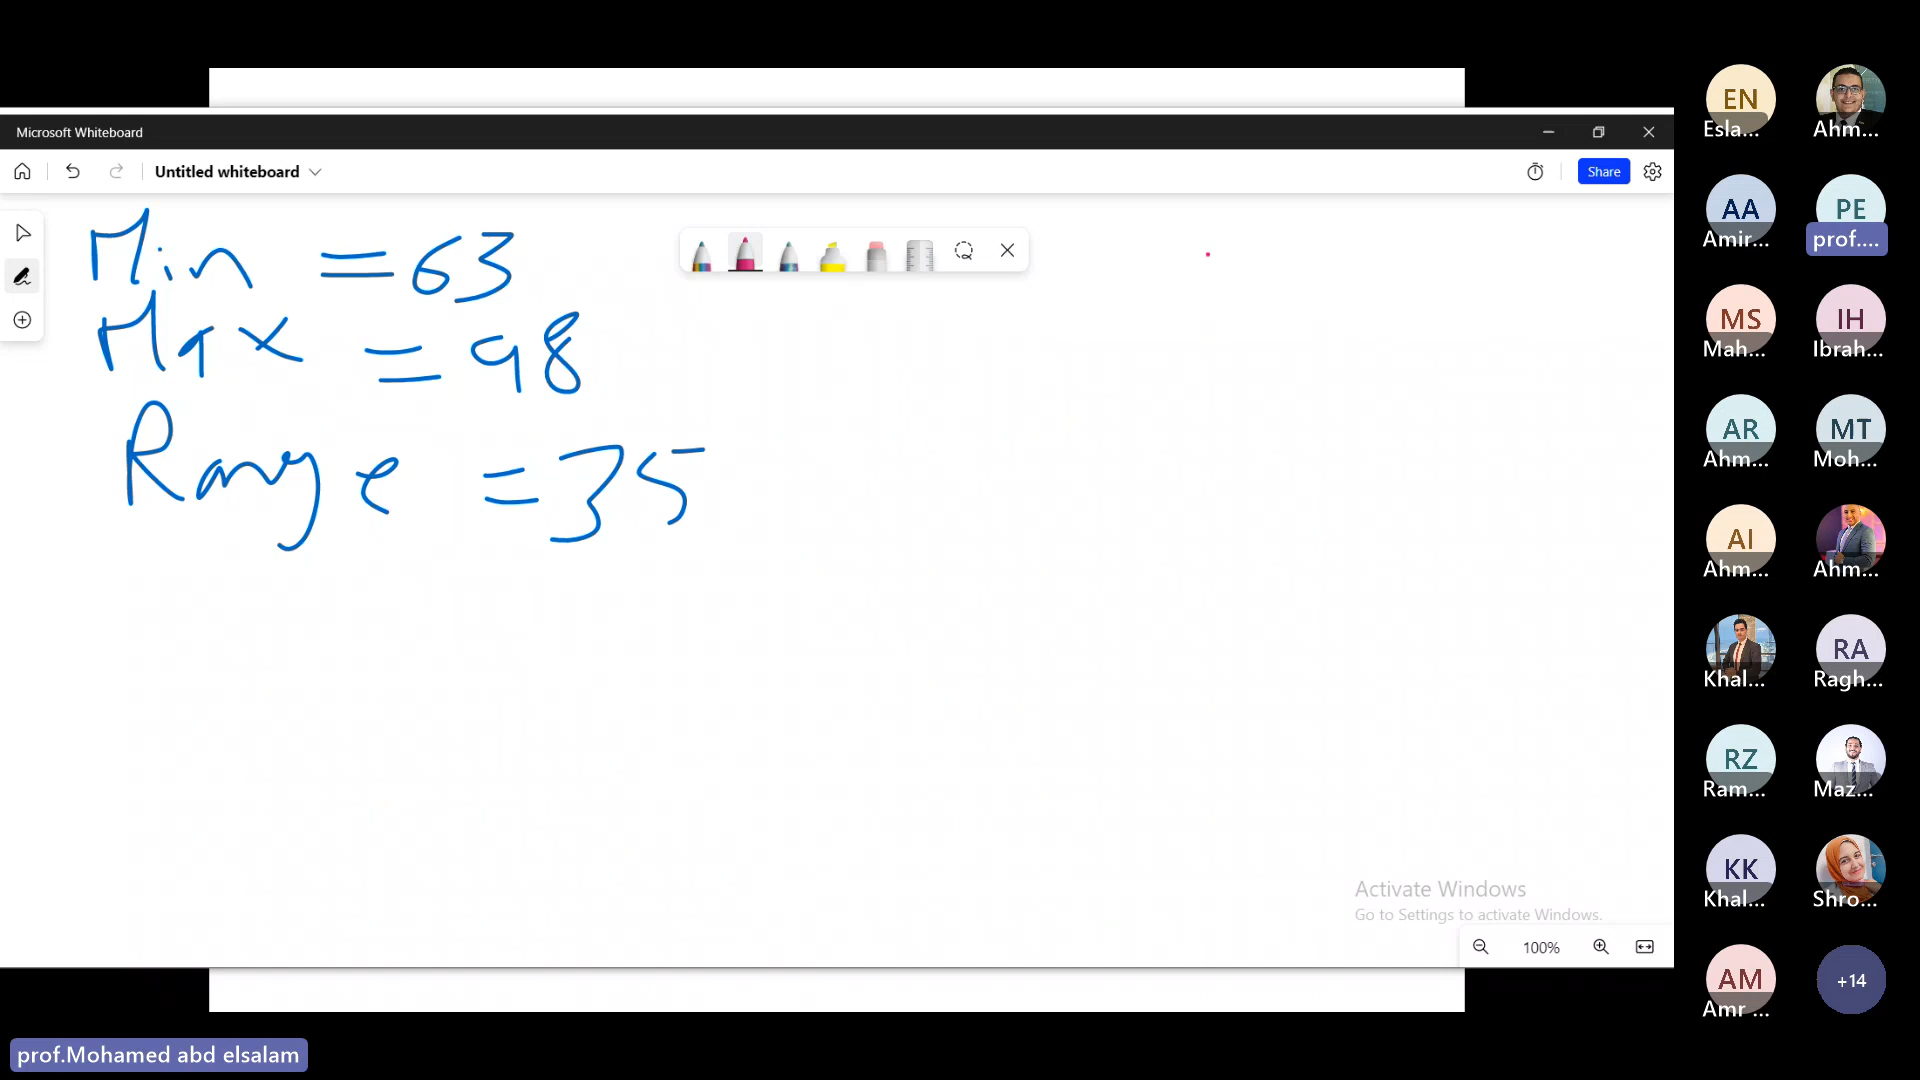 Microsoft Whiteboard
Untitled whiteboard
Share
Min = 63
Max = 98
Range = 35
Activate Windows
Go to Settings to activate Windows.
100%
EN
Esla...
Ahm...
AA
Amir...
PE
prof....
MS
Mah...
IH
Ibrah...
AR
Ahm...
MT
Moh...
AI
Ahm...
Ahm...
Khal...
RA
Ragh...
RZ
Ram...
Maz...
KK
Khal...
Shro...
AM
Amr ...
+14
prof.Mohamed abd elsalam